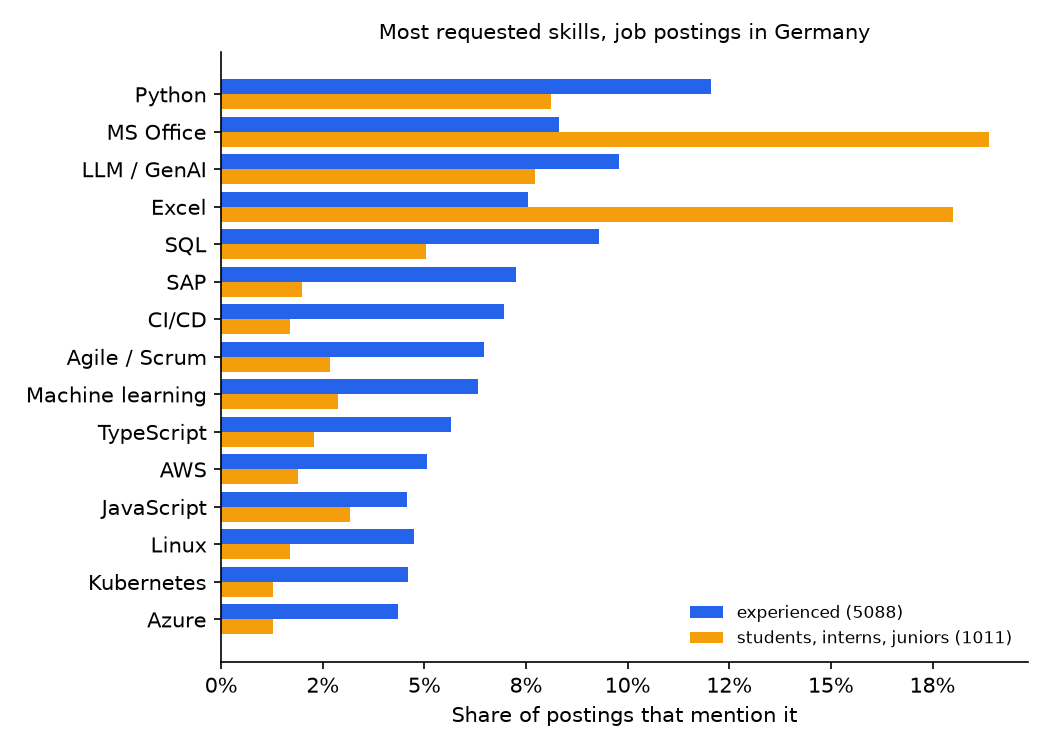 Most requested skills, job postings in Germany
Python
MS Office
LLM / GenAI
Excel
SQL
SAP
CI/CD
Agile / Scrum
Machine learning
TypeScript
AWS
JavaScript
Linux
Kubernetes
Azure
experienced (5088)
students, interns, juniors (1011)
0% 2% 5% 8% 10% 12% 15% 18%
Share of postings that mention it